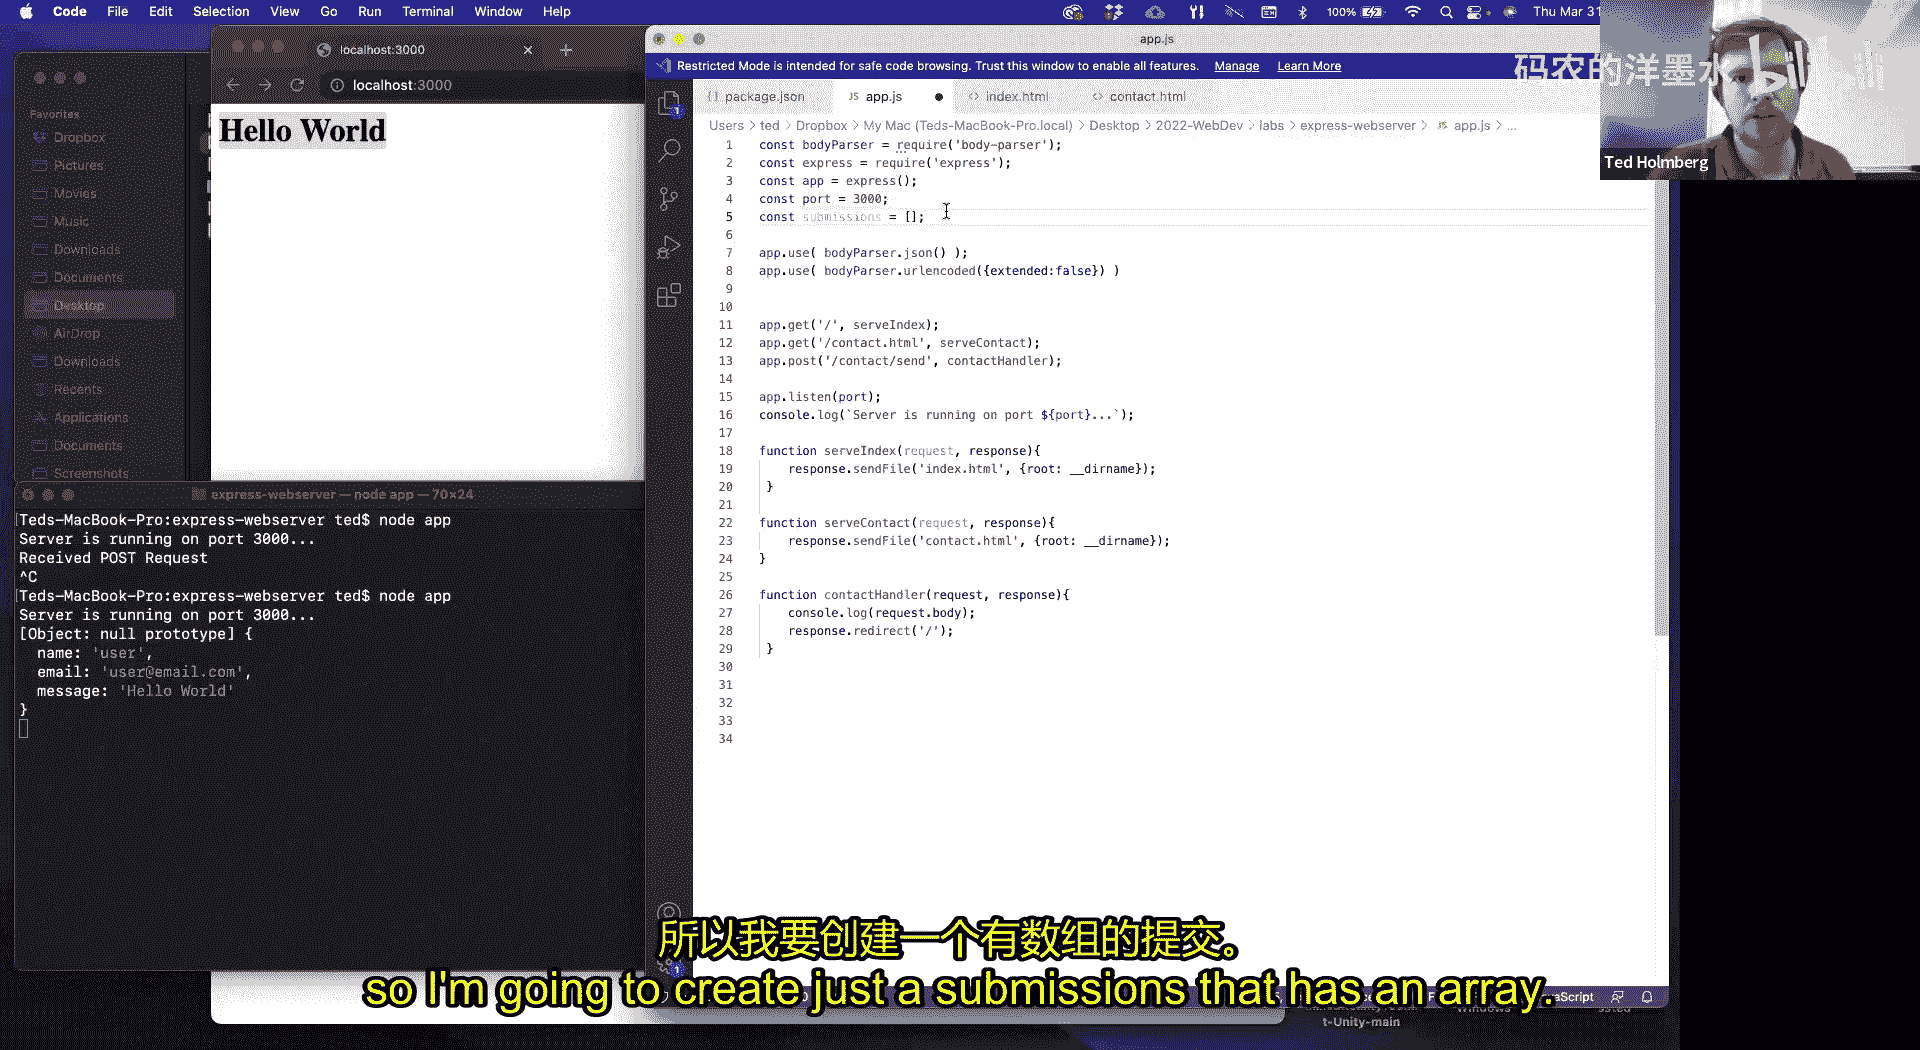 Code File Edit Selection View Go Run Terminal Window Help
100%
Thu Mar 31
码农的洋墨水 bilibili
Ted Holmberg
localhost:3000
localhost:3000
Hello World
Favorites
Dropbox
Pictures
Movies
Music
Downloads
Documents
Desktop
AirDrop
Downloads
Recents
Applications
Documents
Screenshots
express-webserver — node app — 70×24
Teds-MacBook-Pro:express-webserver ted$ node app
Server is running on port 3000...
Received POST Request
^C
Teds-MacBook-Pro:express-webserver ted$ node app
Server is running on port 3000...
[Object: null prototype] {
name: 'user',
email: 'user@email.com',
message: 'Hello World'
}
app.js
Restricted Mode is intended for safe code browsing. Trust this window to enable all features. Manage Learn More
{} package.json JS app.js <> index.html <> contact.html
Users > ted > Dropbox > My Mac (Teds-MacBook-Pro.local) > Desktop > 2022-WebDev > labs > express-webserver > app.js > ...
1 const bodyParser = require('body-parser');
2 const express = require('express');
3 const app = express();
4 const port = 3000;
5 const submissions = [];
6
7 app.use( bodyParser.json() );
8 app.use( bodyParser.urlencoded({extended:false}) )
9
10
11 app.get('/', serveIndex);
12 app.get('/contact.html', serveContact);
13 app.post('/contact/send', contactHandler);
14
15 app.listen(port);
16 console.log(`Server is running on port ${port}...`);
17
18 function serveIndex(request, response){
19 response.sendFile('index.html', {root: __dirname});
20 }
21
22 function serveContact(request, response){
23 response.sendFile('contact.html', {root: __dirname});
24 }
25
26 function contactHandler(request, response){
27 console.log(request.body);
28 response.redirect('/');
29 }
30
31
32
33
34
所以我要创建一个有数组的提交。
so I'm going to create just a submissions that has an array.
t-Unity-main